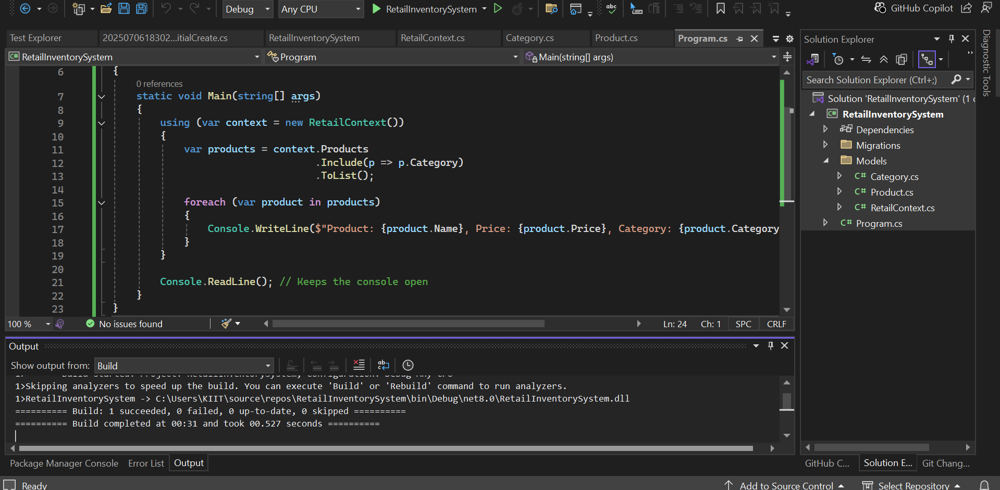 Debug
Any CPU
RetailInventorySystem
abc
GitHub Copilot
Test Explorer
2025070618302...itialCreate.cs
RetailInventorySystem
RetailContext.cs
Category.cs
Product.cs
Program.cs
C# RetailInventorySystem
Program
Main(string[] args)
6 {
0 references
7 static void Main(string[] args)
8 {
9 using (var context = new RetailContext())
10 {
11 var products = context.Products
12 .Include(p => p.Category)
13 .ToList();
14
15 foreach (var product in products)
16 {
17 Console.WriteLine($"Product: {product.Name}, Price: {product.Price}, Category: {product.Category
18 }
19 }
20
21 Console.ReadLine(); // Keeps the console open
22 }
23 }
100 %
No issues found
Ln: 24
Ch: 1
SPC
CRLF
Output
Show output from:
Build
1>------ Build started: Project: RetailInventorySystem, Configuration: Debug Any CPU
1>Skipping analyzers to speed up the build. You can execute 'Build' or 'Rebuild' command to run analyzers.
1>RetailInventorySystem -> C:\Users\KIIT\source\repos\RetailInventorySystem\bin\Debug\net8.0\RetailInventorySystem.dll
========== Build: 1 succeeded, 0 failed, 0 up-to-date, 0 skipped ==========
========== Build completed at 00:31 and took 00.527 seconds ==========
Package Manager Console
Error List
Output
Solution Explorer
Search Solution Explorer (Ctrl+;)
Solution 'RetailInventorySystem' (1
C# RetailInventorySystem
Dependencies
Migrations
Models
C# Category.cs
C# Product.cs
C# RetailContext.cs
C# Program.cs
GitHub C...
Solution E...
Git Chang...
Diagnostic Tools
Ready
Add to Source Control
Select Repository